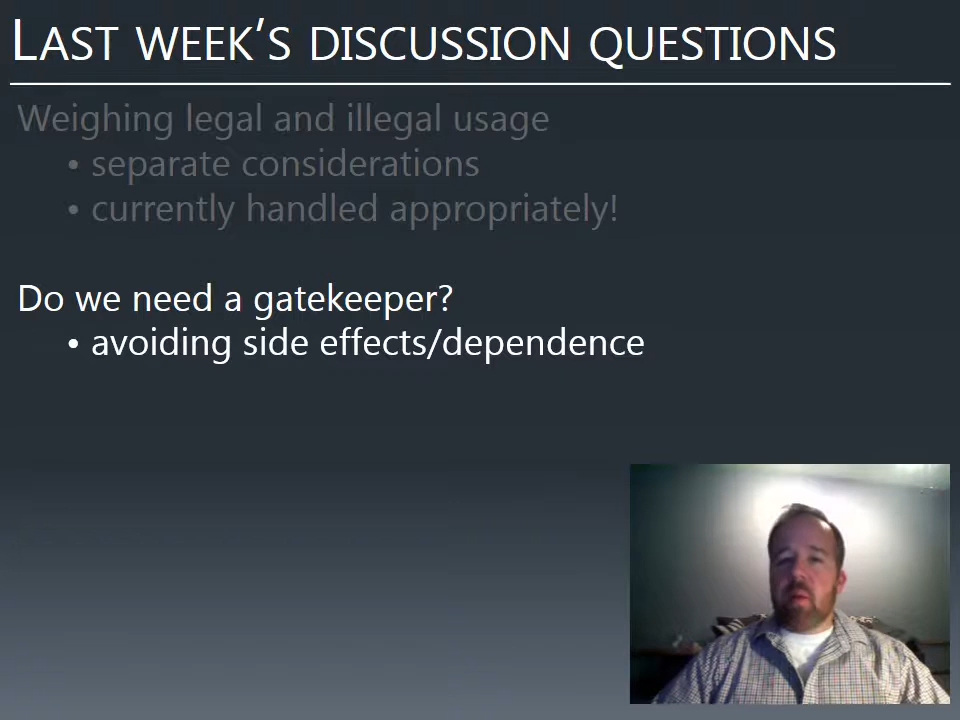 LAST WEEK'S DISCUSSION QUESTIONS
Weighing legal and illegal usage
• separate considerations
• currently handled appropriately!
Do we need a gatekeeper?
• avoiding side effects/dependence